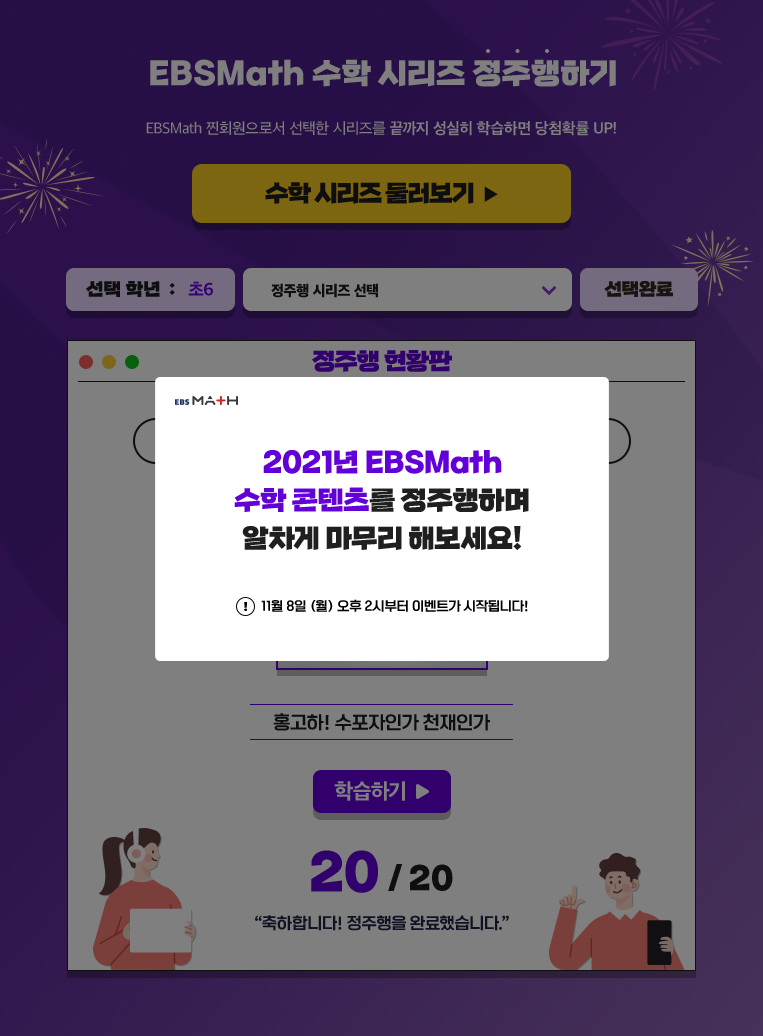 EBSMath 수학 시리즈 정주행하기
EBSMath 찐회원으로서 선택한 시리즈를 끝까지 성실히 학습하면 당첨확률 UP!
수학 시리즈 둘러보기
선택 학년 : 초6
정주행 시리즈 선택
선택완료
정주행 현황판
EBS MATH
2021년 EBSMath
수학 콘텐츠를 정주행하며
알차게 마무리 해보세요!
! 11월 8일 (월) 오후 2시부터 이벤트가 시작됩니다!
홍고하! 수포자인가 천재인가
학습하기
20 / 20
“축하합니다! 정주행을 완료했습니다.”